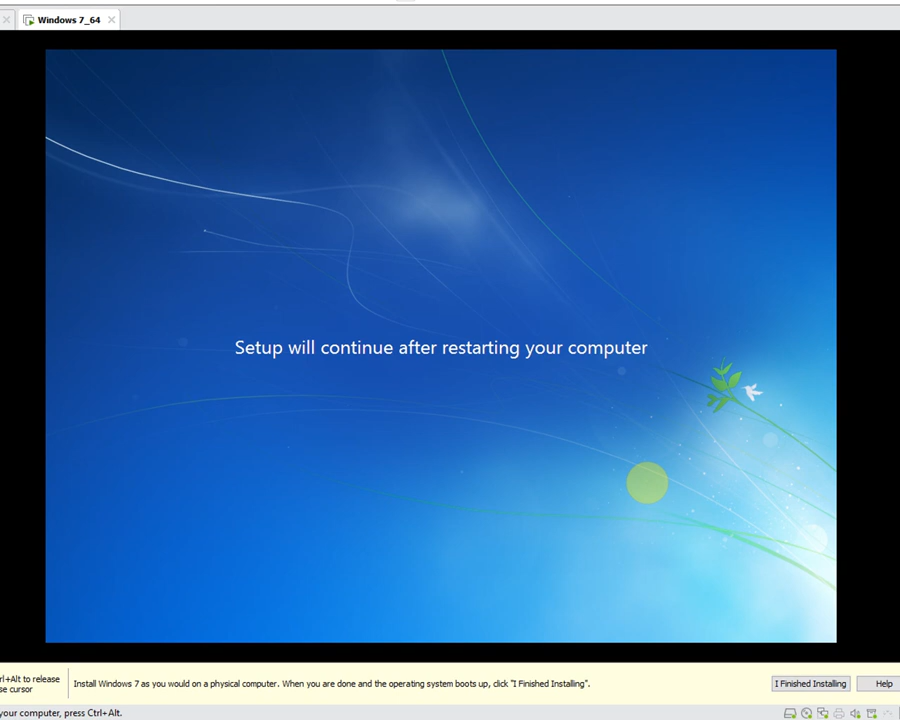 Windows 7_64
Setup will continue after restarting your computer
rl+Alt to release
se cursor
Install Windows 7 as you would on a physical computer. When you are done and the operating system boots up, click "I Finished Installing".
I Finished Installing
Help
your computer, press Ctrl+Alt.